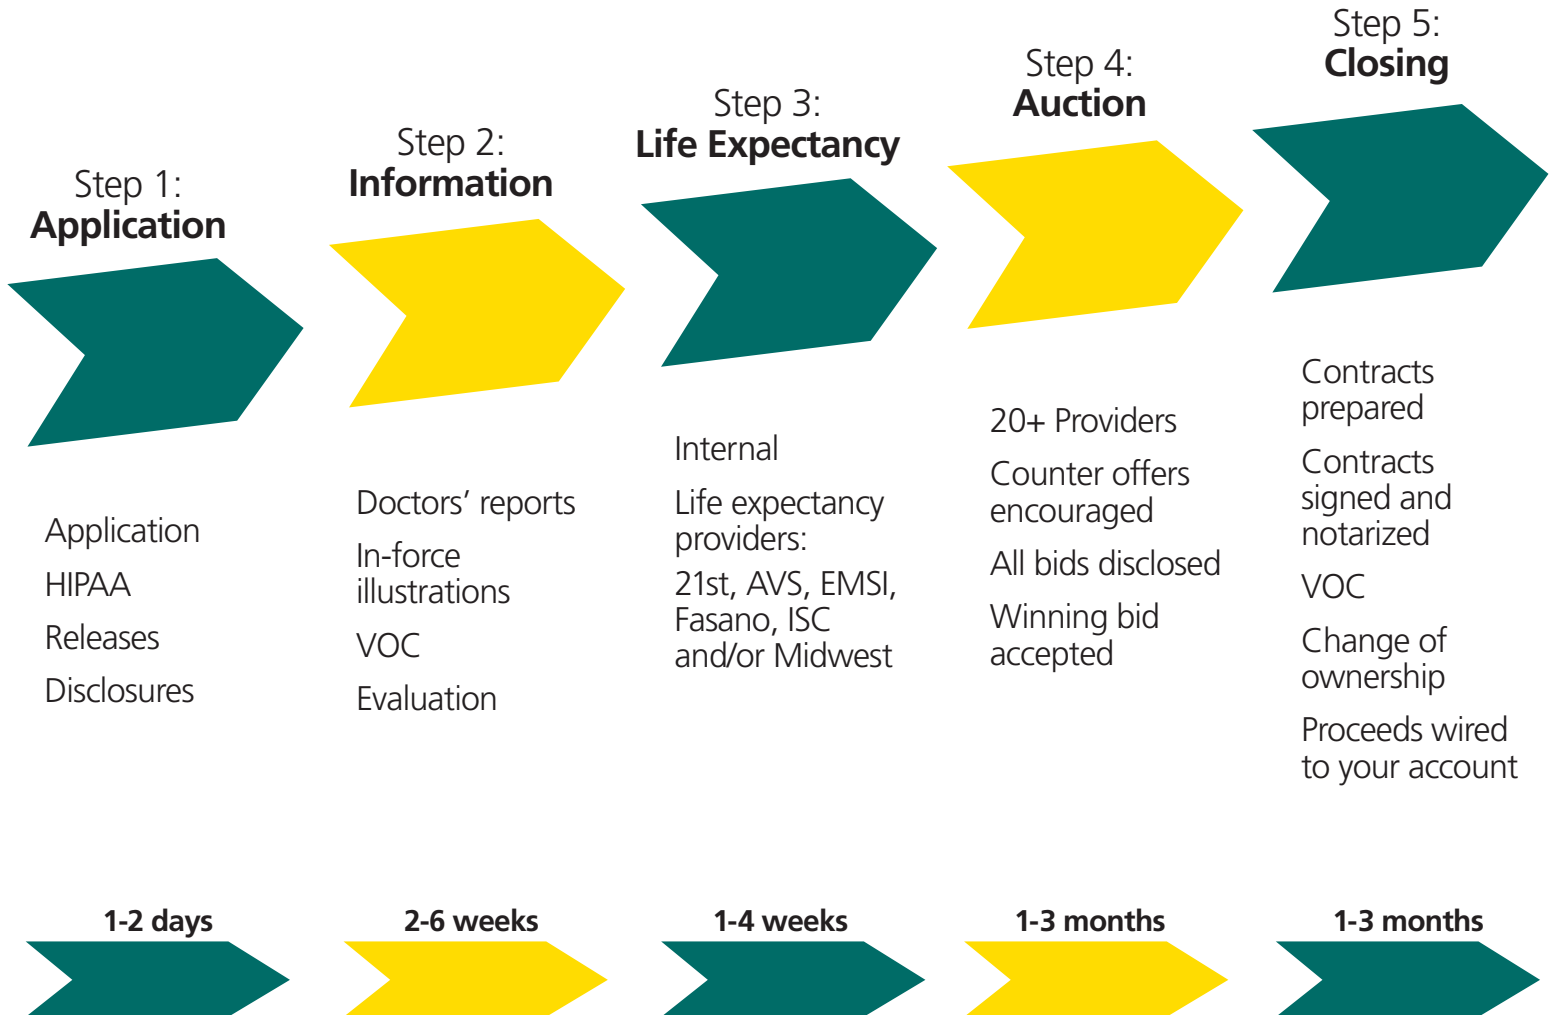 Step 1:
Application
Application
HIPAA
Releases
Disclosures
1-2 days
Step 2:
Information
Doctors’ reports
In-force
illustrations
VOC
Evaluation
2-6 weeks
Step 3:
Life Expectancy
Internal
Life expectancy
providers:
21st, AVS, EMSI,
Fasano, ISC
and/or Midwest
1-4 weeks
Step 4:
Auction
20+ Providers
Counter offers
encouraged
All bids disclosed
Winning bid
accepted
1-3 months
Step 5:
Closing
Contracts
prepared
Contracts
signed and
notarized
VOC
Change of
ownership
Proceeds wired
to your account
1-3 months